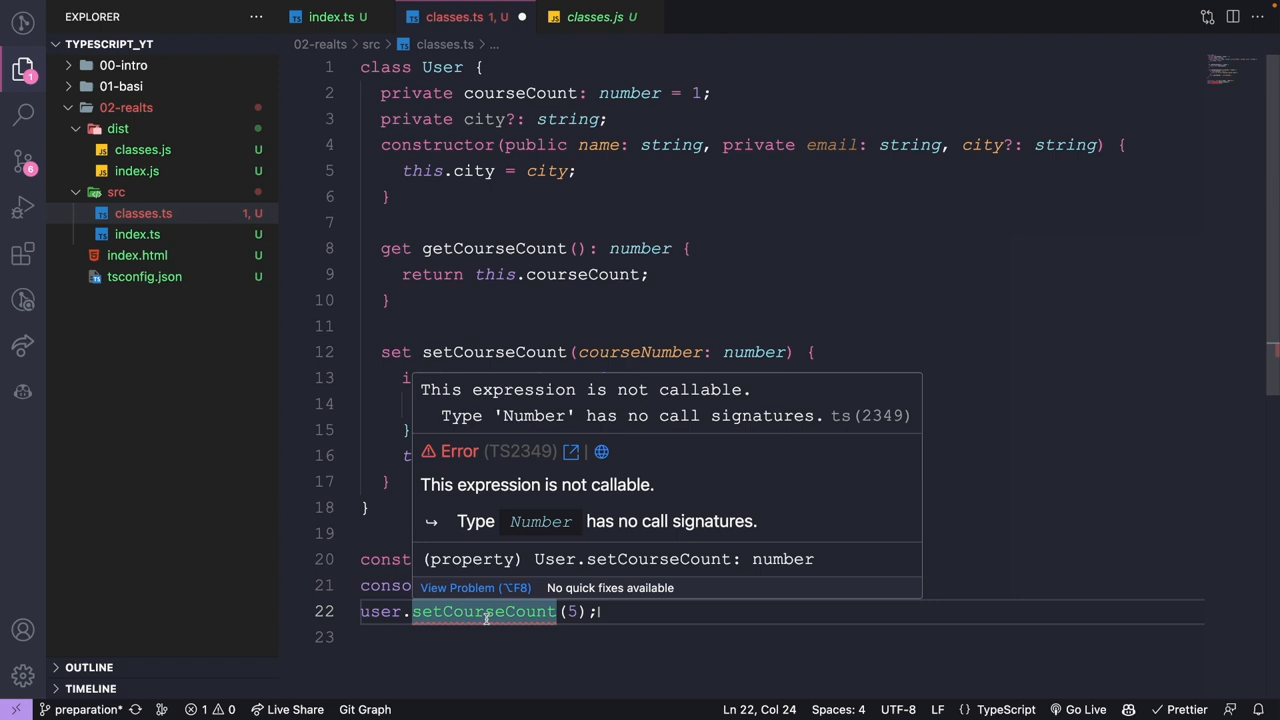 EXPLORER
index.ts U
classes.ts 1, U
classes.js U
TYPESCRIPT_YT
00-intro
01-basi
02-realts
dist
classes.js U
index.js U
src
classes.ts 1, U
index.ts U
index.html U
tsconfig.json U
OUTLINE
TIMELINE
1
6
02-realts > src > classes.ts > ...
1 class User {
2 private courseCount: number = 1;
3 private city?: string;
4 constructor(public name: string, private email: string, city?: string) {
5 this.city = city;
6 }
7
8 get getCourseCount(): number {
9 return this.courseCount;
10 }
11
12 set setCourseCount(courseNumber: number) {
13 i
14
15 }
16 t
17 }
18 }
19
20 const
21 conso
22 user.setCourseCount(5);
23
This expression is not callable.
Type 'Number' has no call signatures. ts(2349)
Error (TS2349) |
This expression is not callable.
↪ Type Number has no call signatures.
(property) User.setCourseCount: number
View Problem (⌥F8) No quick fixes available
preparation* 1 0 Live Share Git Graph Ln 22, Col 24 Spaces: 4 UTF-8 LF {} TypeScript Go Live Prettier